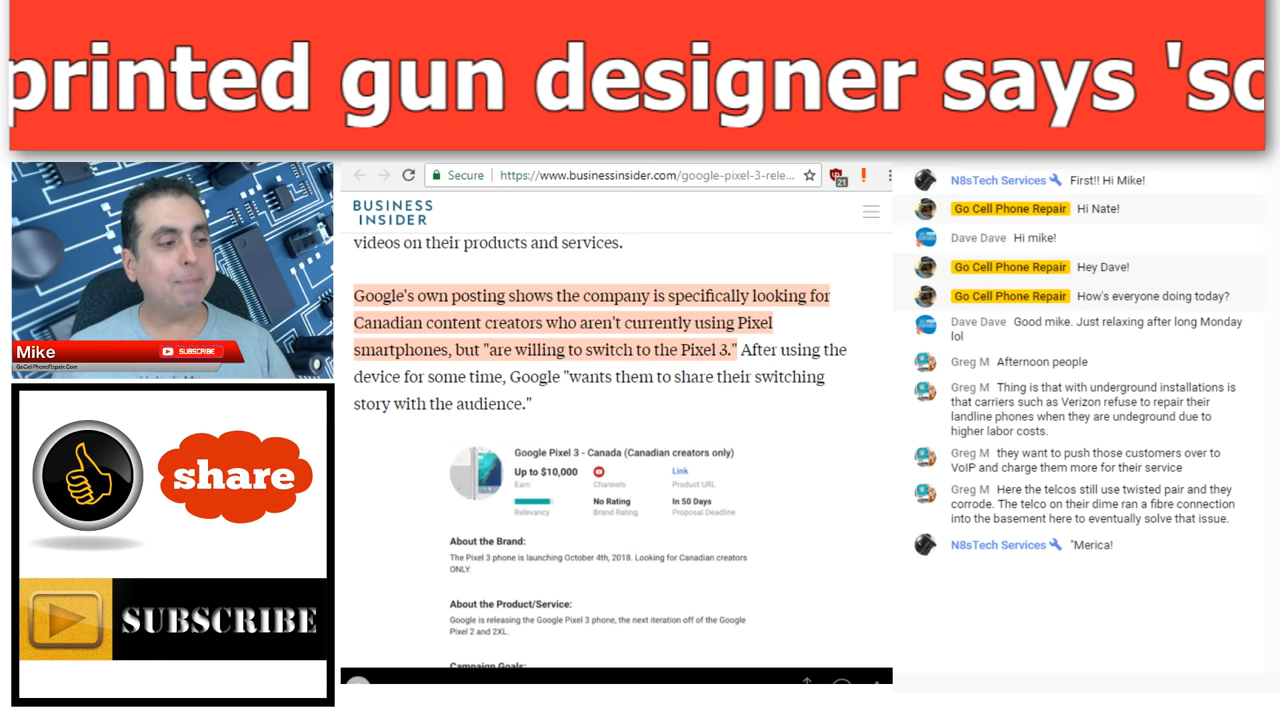 printed gun designer says 'so
Mike
SUBSCRIBE
GoCellPhoneRepair.Com
share
SUBSCRIBE
Secure
https://www.businessinsider.com/google-pixel-3-rele...
21
BUSINESS
INSIDER
videos on their products and services.
Google's own posting shows the company is specifically looking for
Canadian content creators who aren't currently using Pixel
smartphones, but "are willing to switch to the Pixel 3." After using the
device for some time, Google "wants them to share their switching
story with the audience."
Google Pixel 3 - Canada (Canadian creators only)
Up to $10,000
Link
Earn
Channels
Product URL
No Rating
In 50 Days
Relevancy
Brand Rating
Proposal Deadline
About the Brand:
The Pixel 3 phone is launching October 4th, 2018. Looking for Canadian creators
ONLY.
About the Product/Service:
Google is releasing the Google Pixel 3 phone, the next iteration off of the Google
Pixel 2 and 2XL.
Campaign Goals:
N8sTech Services First!! Hi Mike!
Go Cell Phone Repair Hi Nate!
Dave Dave Hi mike!
Go Cell Phone Repair Hey Dave!
Go Cell Phone Repair How's everyone doing today?
Dave Dave Good mike. Just relaxing after long Monday
lol
Greg M Afternoon people
Greg M Thing is that with underground installations is
that carriers such as Verizon refuse to repair their
landline phones when they are undeground due to
higher labor costs.
Greg M they want to push those customers over to
VoIP and charge them more for their service
Greg M Here the telcos still use twisted pair and they
corrode. The telco on their dime ran a fibre connection
into the basement here to eventually solve that issue.
N8sTech Services "Merica!